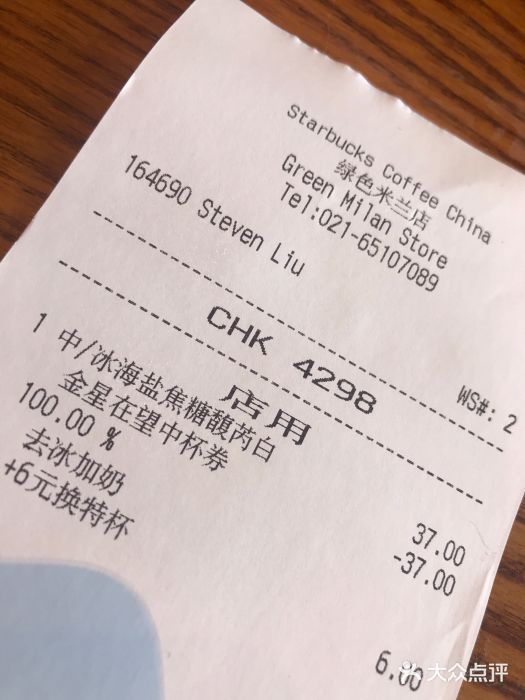 Starbucks Coffee China
绿色米兰店
Green Milan Store
Tel:021-65107089
164690 Steven Liu
WS#: 2
CHK 4298
店用
1 中/冰海盐焦糖馥芮白 37.00
金星在望中杯券 -37.00
100.00 %
去冰加奶
+6元换特杯 6.00
大众点评